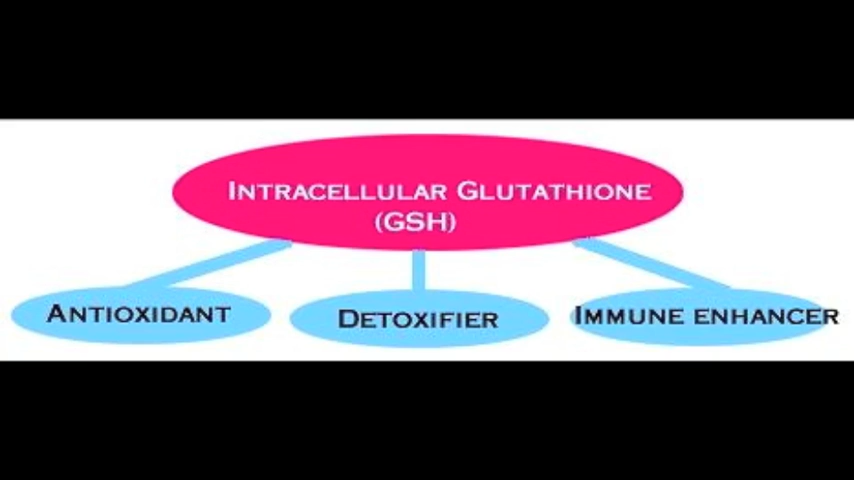 Intracellular Glutathione
(GSH)
Antioxidant
Detoxifier
Immune enhancer